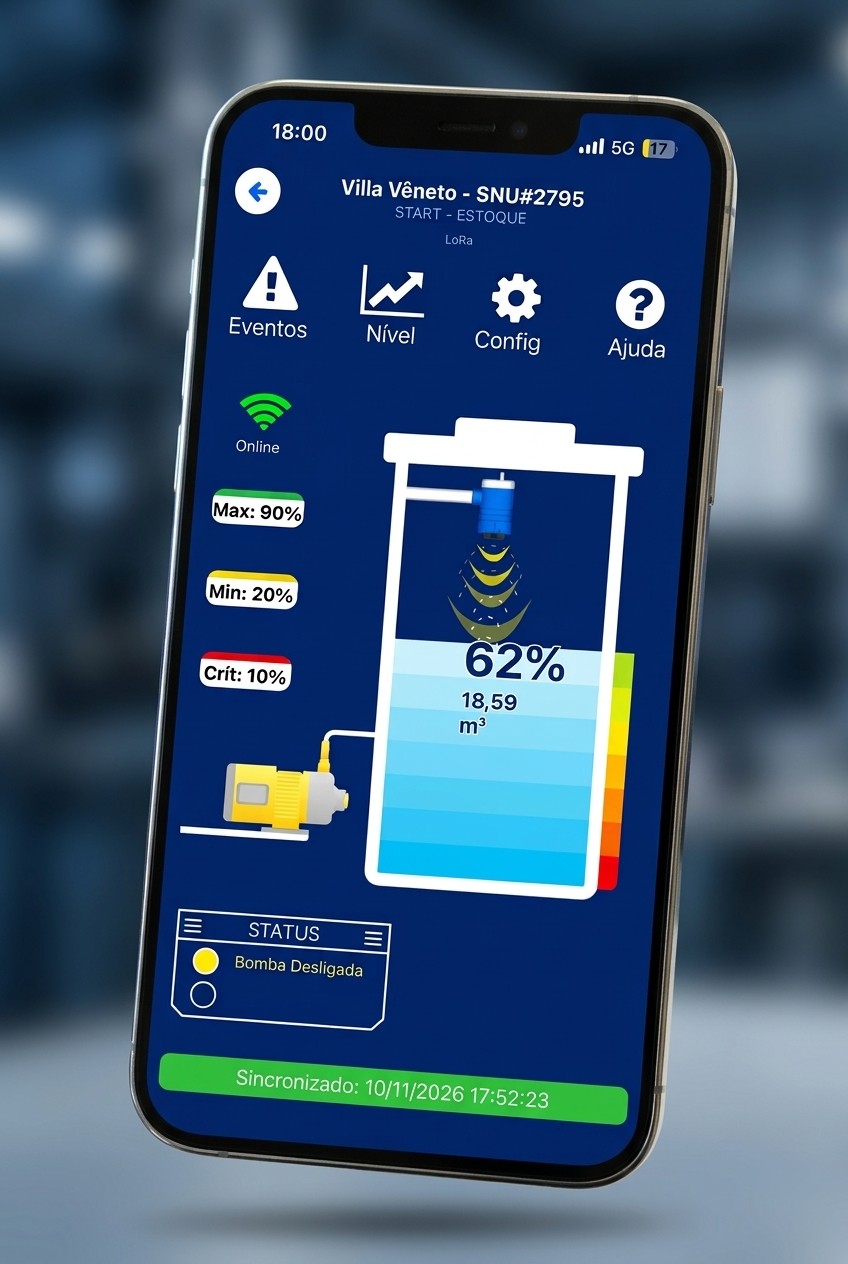 18:00
5G 17
Villa Vêneto - SNU#2795
START - ESTOQUE
LoRa
Eventos
Nível
Config
Ajuda
Online
Max: 90%
Min: 20%
Crít: 10%
62%
18,59
m³
STATUS
Bomba Desligada
Sincronizado: 10/11/2026 17:52:23